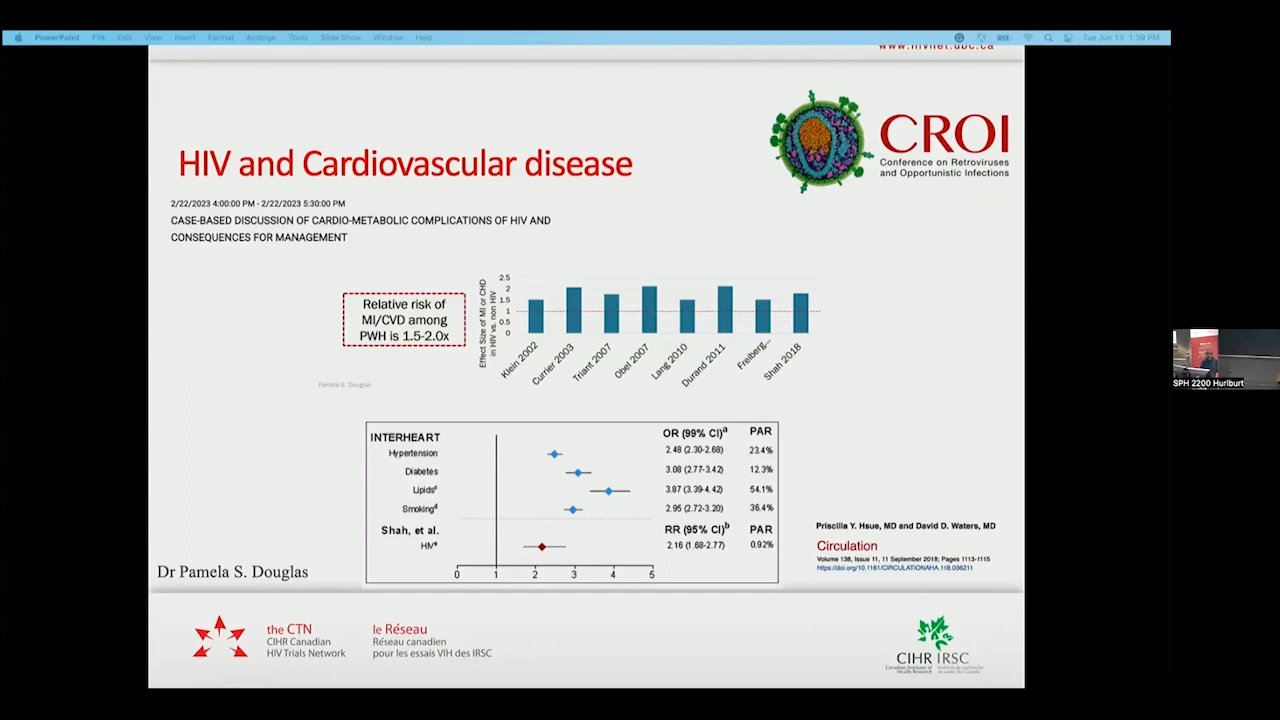 PowerPoint File Edit View Insert Format Arrange Tools Slide Show Window Help
Tue Jun 13 1:39 PM
www.hivnet.ubc.ca
CROI
Conference on Retroviruses
and Opportunistic Infections
HIV and Cardiovascular disease
2/22/2023 4:00:00 PM - 2/22/2023 5:30:00 PM
CASE-BASED DISCUSSION OF CARDIO-METABOLIC COMPLICATIONS OF HIV AND
CONSEQUENCES FOR MANAGEMENT
Relative risk of
MI/CVD among
PWH is 1.5-2.0x
Effect Size of MI or CHD
in HIV vs. non HIV
2.5
2
1.5
1
0.5
0
Klein 2002
Currier 2003
Triant 2007
Obel 2007
Lang 2010
Durand 2011
Freiberg...
Shah 2018
Pamela S. Douglas
SPH 2200 Hurlburt
INTERHEART OR (99% CI)a PAR
Hypertension 2.48 (2.30-2.68) 23.4%
Diabetes 3.08 (2.77-3.42) 12.3%
Lipidsc 3.87 (3.39-4.42) 54.1%
Smokingd 2.95 (2.72-3.20) 36.4%
Shah, et al. RR (95% CI)b PAR
HIVe 2.16 (1.68-2.77) 0.92%
0 1 2 3 4 5
Priscilla Y. Hsue, MD and David D. Waters, MD
Circulation
Volume 138, Issue 11, 11 September 2018; Pages 1113-1115
https://doi.org/10.1161/CIRCULATIONAHA.118.036211
Dr Pamela S. Douglas
the CTN
CIHR Canadian
HIV Trials Network
le Réseau
Réseau canadien
pour les essais VIH des IRSC
CIHR IRSC
Canadian Institutes of Health Research
Instituts de recherche en santé du Canada